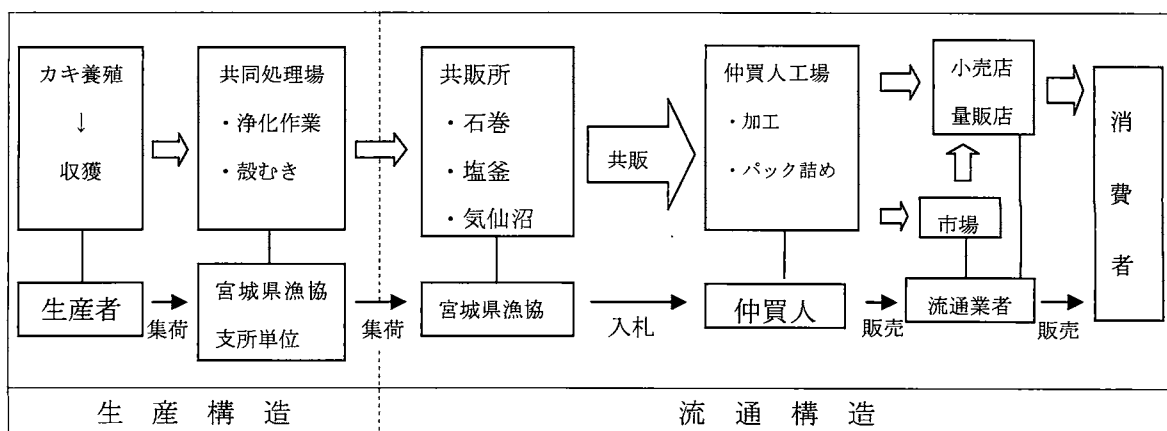 カキ養殖
↓
収獲
共同処理場
・浄化作業
・殻むき
共販所
・石巻
・塩釜
・気仙沼
共販
仲買人工場
・加工
・パック詰め
小売店
量販店
市場
消費者
生産者
集荷
宮城県漁協
支所単位
集荷
宮城県漁協
入札
仲買人
販売
流通業者
販売
生産構造
流通構造